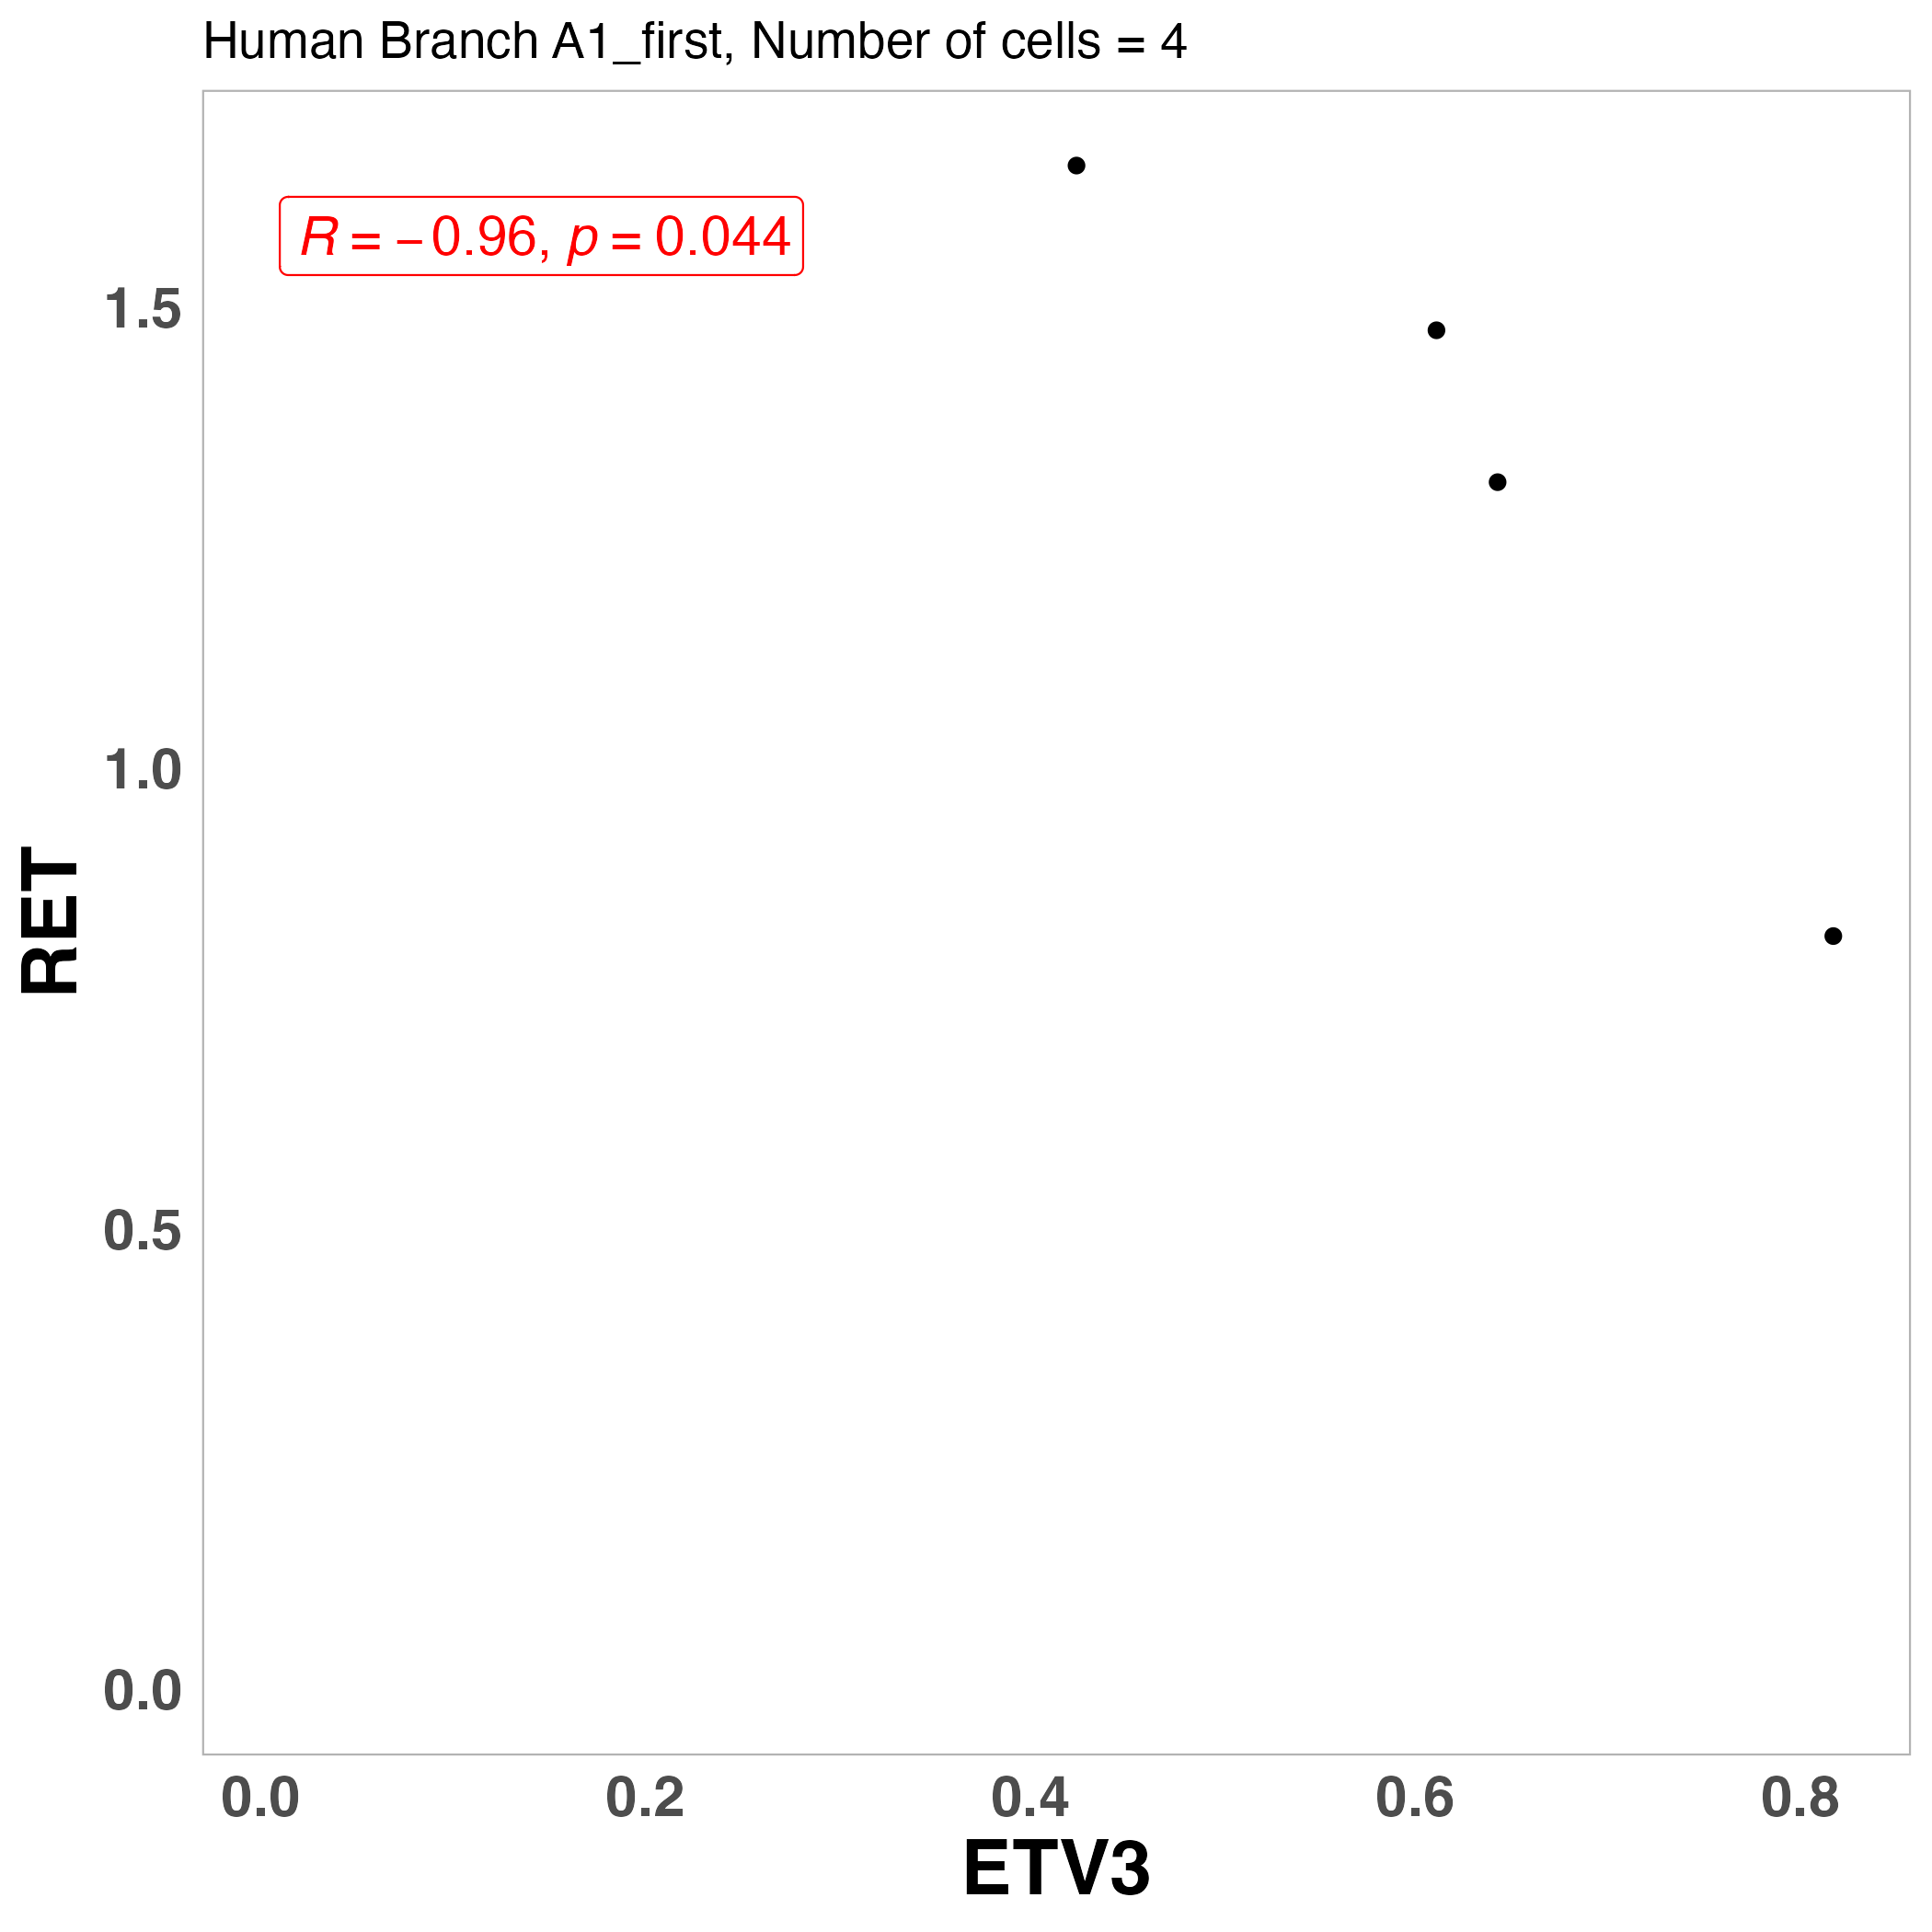 Human Branch A1_first, Number of cells = 4
R = −0.96, p = 0.044
1.5
1.0
0.5
0.0
RET
0.0 0.2 0.4 0.6 0.8
ETV3